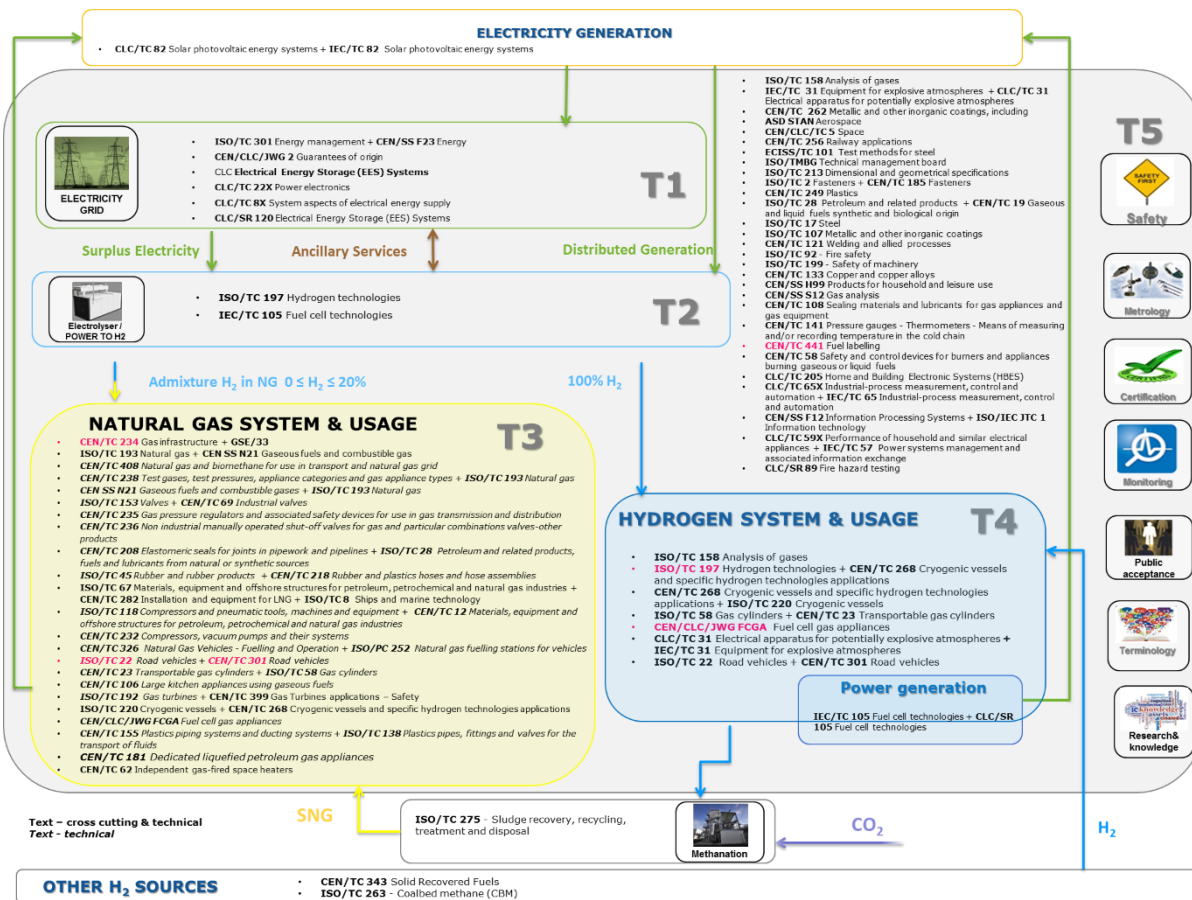 ELECTRICITY GENERATION
• CLC/TC 82 Solar photovoltaic energy systems + IEC/TC 82 Solar photovoltaic energy systems
ELECTRICITY
GRID
• ISO/TC 301 Energy management + CEN/SS F23 Energy
• CEN/CLC/JWG 2 Guarantees of origin
• CLC Electrical Energy Storage (EES) Systems
• CLC/TC 22X Power electronics
• CLC/TC 8X System aspects of electrical energy supply
• CLC/SR 120 Electrical Energy Storage (EES) Systems
T1
Surplus Electricity
Ancillary Services
Distributed Generation
Electrolyser /
POWER TO H2
• ISO/TC 197 Hydrogen technologies
• IEC/TC 105 Fuel cell technologies
T2
Admixture H₂ in NG 0 ≤ H₂ ≤ 20%
100% H₂
• ISO/TC 158 Analysis of gases
• IEC/TC 31 Equipment for explosive atmospheres + CLC/TC 31
Electrical apparatus for potentially explosive atmospheres
• CEN/TC 262 Metallic and other inorganic coatings, including
• ASD STAN Aerospace
• CEN/CLC/TC 5 Space
• CEN/TC 256 Railway applications
• ECISS/TC 101 Test methods for steel
• ISO/TMBG Technical management board
• ISO/TC 213 Dimensional and geometrical specifications
• ISO/TC 2 Fasteners + CEN/TC 185 Fasteners
• CEN/TC 249 Plastics
• ISO/TC 28 Petroleum and related products + CEN/TC 19 Gaseous
and liquid fuels synthetic and biological origin
• ISO/TC 17 Steel
• ISO/TC 107 Metallic and other inorganic coatings
• CEN/TC 121 Welding and allied processes
• ISO/TC 92 - Fire safety
• ISO/TC 199 - Safety of machinery
• CEN/TC 133 Copper and copper alloys
• CEN/SS H99 Products for household and leisure use
• CEN/SS S12 Gas analysis
• CEN/TC 108 Sealing materials and lubricants for gas appliances and
gas equipment
• CEN/TC 141 Pressure gauges - Thermometers - Means of measuring
and/or recording temperature in the cold chain
• CEN/TC 441 Fuel labelling
• CEN/TC 58 Safety and control devices for burners and appliances
burning gaseous or liquid fuels
• CLC/TC 205 Home and Building Electronic Systems (HBES)
• CLC/TC 65X Industrial-process measurement, control and
automation + IEC/TC 65 Industrial-process measurement, control
and automation
• CEN/SS F12 Information Processing Systems + ISO/IEC JTC 1
Information technology
• CLC/TC 59X Performance of household and similar electrical
appliances + IEC/TC 57 Power systems management and
associated information exchange
• CLC/SR 89 Fire hazard testing
T5
SAFETY
FIRST
Safety
Metrology
Certification
Monitoring
Public
acceptance
Terminology
knowledge
Research&
knowledge
NATURAL GAS SYSTEM & USAGE
T3
• CEN/TC 234 Gas infrastructure + GSE/33
• ISO/TC 193 Natural gas + CEN SS N21 Gaseous fuels and combustible gas
• CEN/TC 408 Natural gas and biomethane for use in transport and natural gas grid
• CEN/TC 238 Test gases, test pressures, appliance categories and gas appliance types + ISO/TC 193 Natural gas
• CEN SS N21 Gaseous fuels and combustible gases + ISO/TC 193 Natural gas
• ISO/TC 153 Valves + CEN/TC 69 Industrial valves
• CEN/TC 235 Gas pressure regulators and associated safety devices for use in gas transmission and distribution
• CEN/TC 236 Non industrial manually operated shut-off valves for gas and particular combinations valves-other
products
• CEN/TC 208 Elastomeric seals for joints in pipework and pipelines + ISO/TC 28 Petroleum and related products,
fuels and lubricants from natural or synthetic sources
• ISO/TC 45 Rubber and rubber products + CEN/TC 218 Rubber and plastics hoses and hose assemblies
• ISO TC 67 Materials, equipment and offshore structures for petroleum, petrochemical and natural gas industries +
CEN/TC 282 Installation and equipment for LNG + ISO/TC 8 Ships and marine technology
• ISO/TC 118 Compressors and pneumatic tools, machines and equipment + CEN/TC 12 Materials, equipment and
offshore structures for petroleum, petrochemical and natural gas industries
• CEN/TC 232 Compressors, vacuum pumps and their systems
• CEN/TC 326 Natural Gas Vehicles - Fuelling and Operation + ISO/PC 252 Natural gas fuelling stations for vehicles
• ISO/TC 22 Road vehicles + CEN/TC 301 Road vehicles
• CEN/TC 23 Transportable gas cylinders + ISO/TC 58 Gas cylinders
• CEN/TC 106 Large kitchen appliances using gaseous fuels
• ISO/TC 192 Gas turbines + CEN/TC 399 Gas Turbines applications – Safety
• ISO/TC 220 Cryogenic vessels + CEN/TC 268 Cryogenic vessels and specific hydrogen technologies applications
• CEN/CLC/JWG FCGA Fuel cell gas appliances
• CEN/TC 155 Plastics piping systems and ducting systems + ISO/TC 138 Plastics pipes, fittings and valves for the
transport of fluids
• CEN/TC 181 Dedicated liquefied petroleum gas appliances
• CEN/TC 62 Independent gas-fired space heaters
HYDROGEN SYSTEM & USAGE
T4
• ISO/TC 158 Analysis of gases
• ISO/TC 197 Hydrogen technologies + CEN/TC 268 Cryogenic vessels
and specific hydrogen technologies applications
• CEN/TC 268 Cryogenic vessels and specific hydrogen technologies
applications + ISO/TC 220 Cryogenic vessels
• ISO/TC 58 Gas cylinders + CEN/TC 23 Transportable gas cylinders
• CEN/CLC/JWG FCGA Fuel cell gas appliances
• CLC/TC 31 Electrical apparatus for potentially explosive atmospheres +
IEC/TC 31 Equipment for explosive atmospheres
• ISO/TC 22 Road vehicles + CEN/TC 301 Road vehicles
Power generation
IEC/TC 105 Fuel cell technologies + CLC/SR
105 Fuel cell technologies
Text – cross cutting & technical
Text - technical
SNG
ISO/TC 275 - Sludge recovery, recycling,
treatment and disposal
Methanation
CO₂
H₂
OTHER H₂ SOURCES
• CEN/TC 343 Solid Recovered Fuels
• ISO/TC 263 - Coalbed methane (CBM)